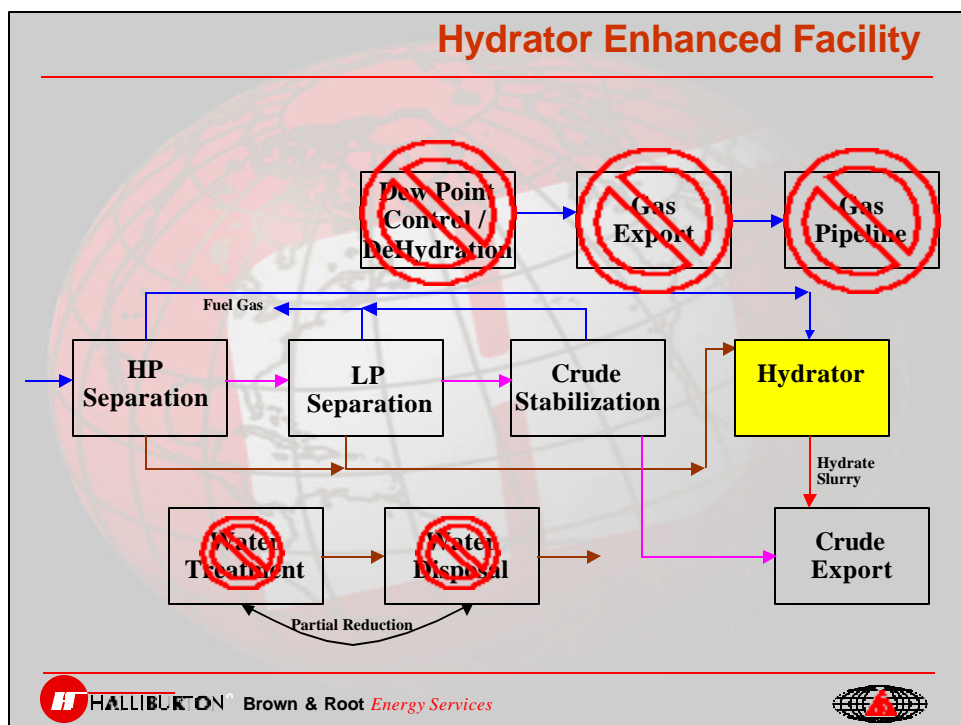 Hydrator Enhanced Facility
Dew Point
Control /
DeHydration
Gas
Export
Gas
Pipeline
Fuel Gas
HP
Separation
LP
Separation
Crude
Stabilization
Hydrator
Hydrate
Slurry
Water
Treatment
Water
Disposal
Crude
Export
Partial Reduction
HALLIBURTON Brown & Root Energy Services